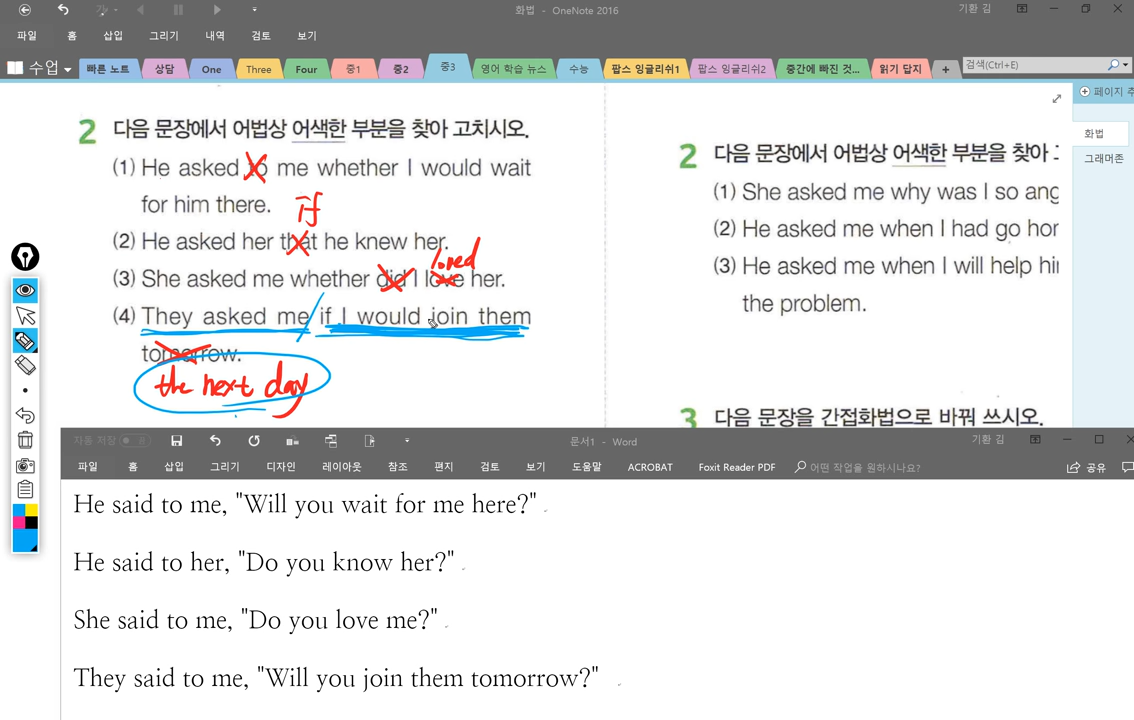 화법 - OneNote 2016
기환 김
파일 홈 삽입 그리기 내역 검토 보기
수업 빠른 노트 상담 One Three Four 중1 중2 중3 영어 학습 뉴스 수능 팝스 잉글리쉬1 팝스 잉글리쉬2 중간에 빠진 것... 읽기 답지 + 검색(Ctrl+E)
페이지 추
화법
그래머존
2 다음 문장에서 어법상 어색한 부분을 찾아 고치시오.
(1) He asked to me whether I would wait
for him there.
if
(2) He asked her that he knew her.
loved
(3) She asked me whether did I love her.
(4) They asked me if I would join them
tomorrow.
the next day
2 다음 문장에서 어법상 어색한 부분을 찾아 고
(1) She asked me why was I so ang
(2) He asked me when I had go hor
(3) He asked me when I will help hi
the problem.
3 다음 문장을 간접화법으로 바꿔 쓰시오.
자동 저장 문서1 - Word 기환 김
파일 홈 삽입 그리기 디자인 레이아웃 참조 편지 검토 보기 도움말 ACROBAT Foxit Reader PDF 어떤 작업을 원하시나요? 공유
He said to me, "Will you wait for me here?"
He said to her, "Do you know her?"
She said to me, "Do you love me?"
They said to me, "Will you join them tomorrow?"